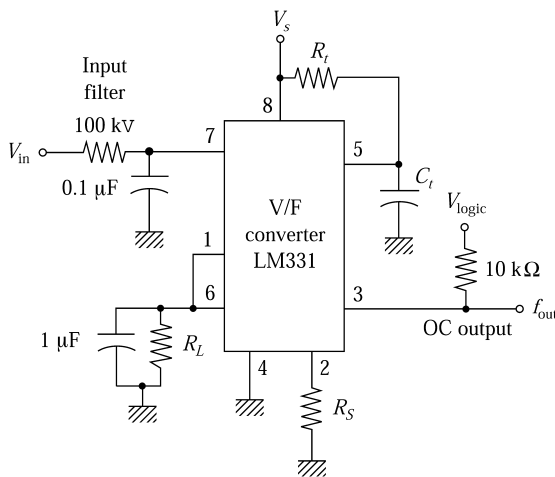 V_s
R_t
Input
filter
100 kv
8
7
V_in
5
0.1 μF
C_t
V/F
converter
LM331
V_logic
1
10 kΩ
6
3
f_out
OC output
1 μF
R_L
4
2
R_S